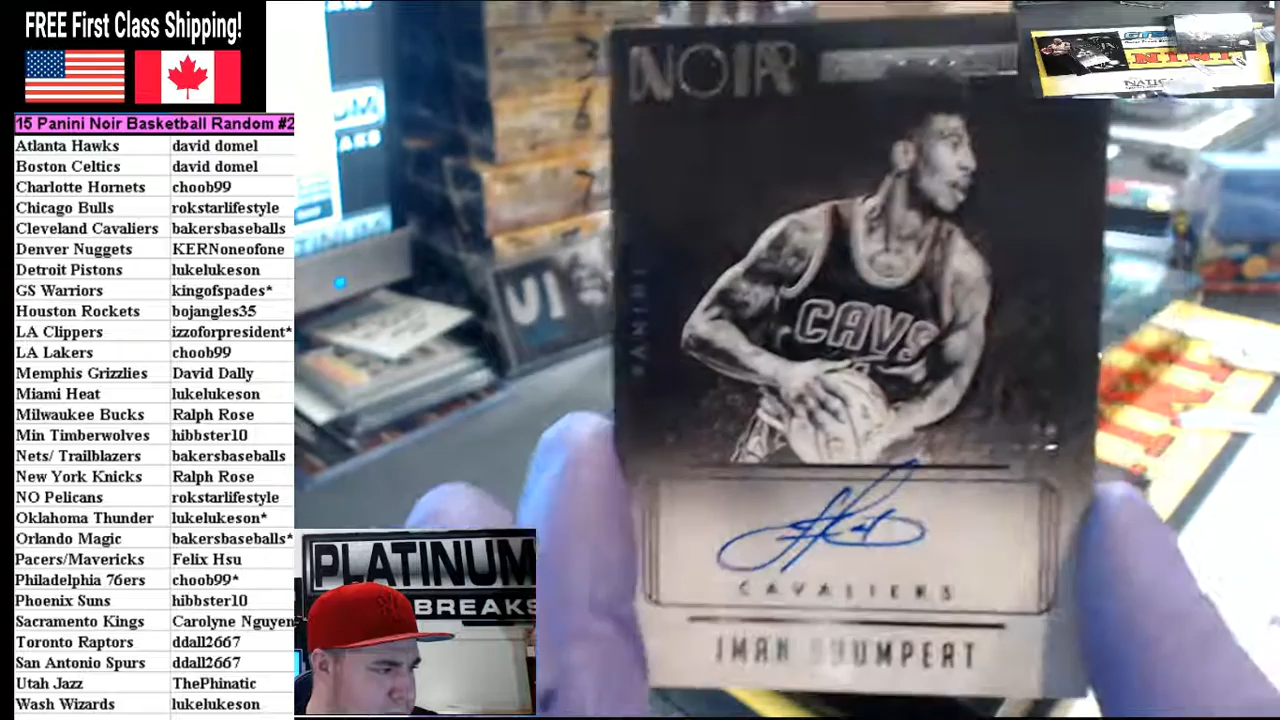 FREE First Class Shipping!
15 Panini Noir Basketball Random #2
Atlanta Hawks david domel
Boston Celtics david domel
Charlotte Hornets choob99
Chicago Bulls rokstarlifestyle
Cleveland Cavaliers bakersbaseballs
Denver Nuggets KERNoneofone
Detroit Pistons lukelukeson
GS Warriors kingofspades*
Houston Rockets bojangles35
LA Clippers izzoforpresident*
LA Lakers choob99
Memphis Grizzlies David Dally
Miami Heat lukelukeson
Milwaukee Bucks Ralph Rose
Min Timberwolves hibbster10
Nets/ Trailblazers bakersbaseballs
New York Knicks Ralph Rose
NO Pelicans rokstarlifestyle
Oklahoma Thunder lukelukeson*
Orlando Magic bakersbaseballs*
Pacers/Mavericks Felix Hsu
Philadelphia 76ers choob99*
Phoenix Suns hibbster10
Sacramento Kings Carolyne Nguyen
Toronto Raptors ddall2667
San Antonio Spurs ddall2667
Utah Jazz ThePhinatic
Wash Wizards lukelukeson
NOIR
PANINI
CAVS
CAVALIERS
IMAN SHUMPERT
PLATINUM
BREAKS